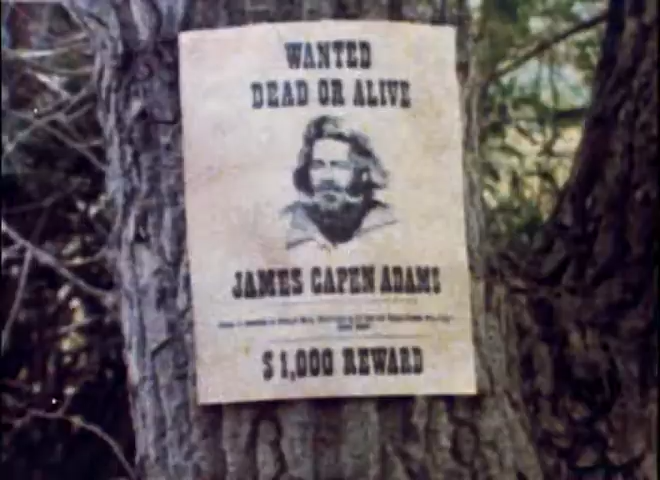 WANTED
DEAD OR ALIVE
JAMES CAPEN ADAMS
$1,000 REWARD